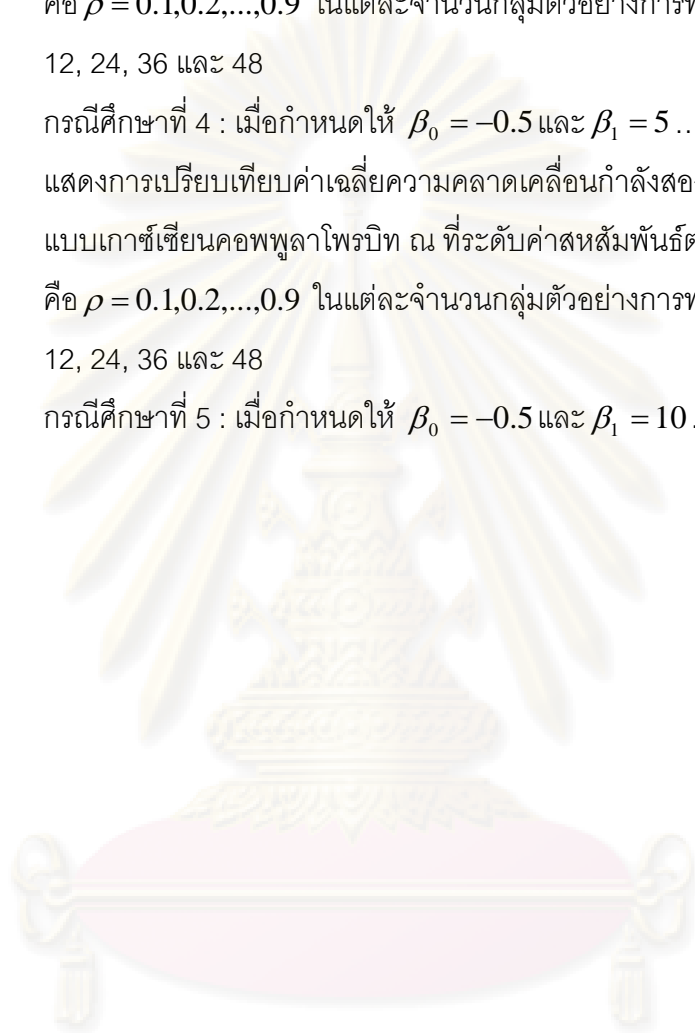 คือ ρ = 0.1,0.2,...,0.9 ในแต่ละจำนวนกลุ่มตัวอย่างการ
12, 24, 36 และ 48
กรณีศึกษาที่ 4 : เมื่อกำหนดให้ β₀ = −0.5 และ β₁ = 5 ...
แสดงการเปรียบเทียบค่าเฉลี่ยความคลาดเคลื่อนกำลังสอ
แบบเกาซ์เซียนคอพพูลาโพรบิท ณ ที่ระดับค่าสหสัมพันธ์ต
คือ ρ = 0.1,0.2,...,0.9 ในแต่ละจำนวนกลุ่มตัวอย่างการท
12, 24, 36 และ 48
กรณีศึกษาที่ 5 : เมื่อกำหนดให้ β₀ = −0.5 และ β₁ = 10 .